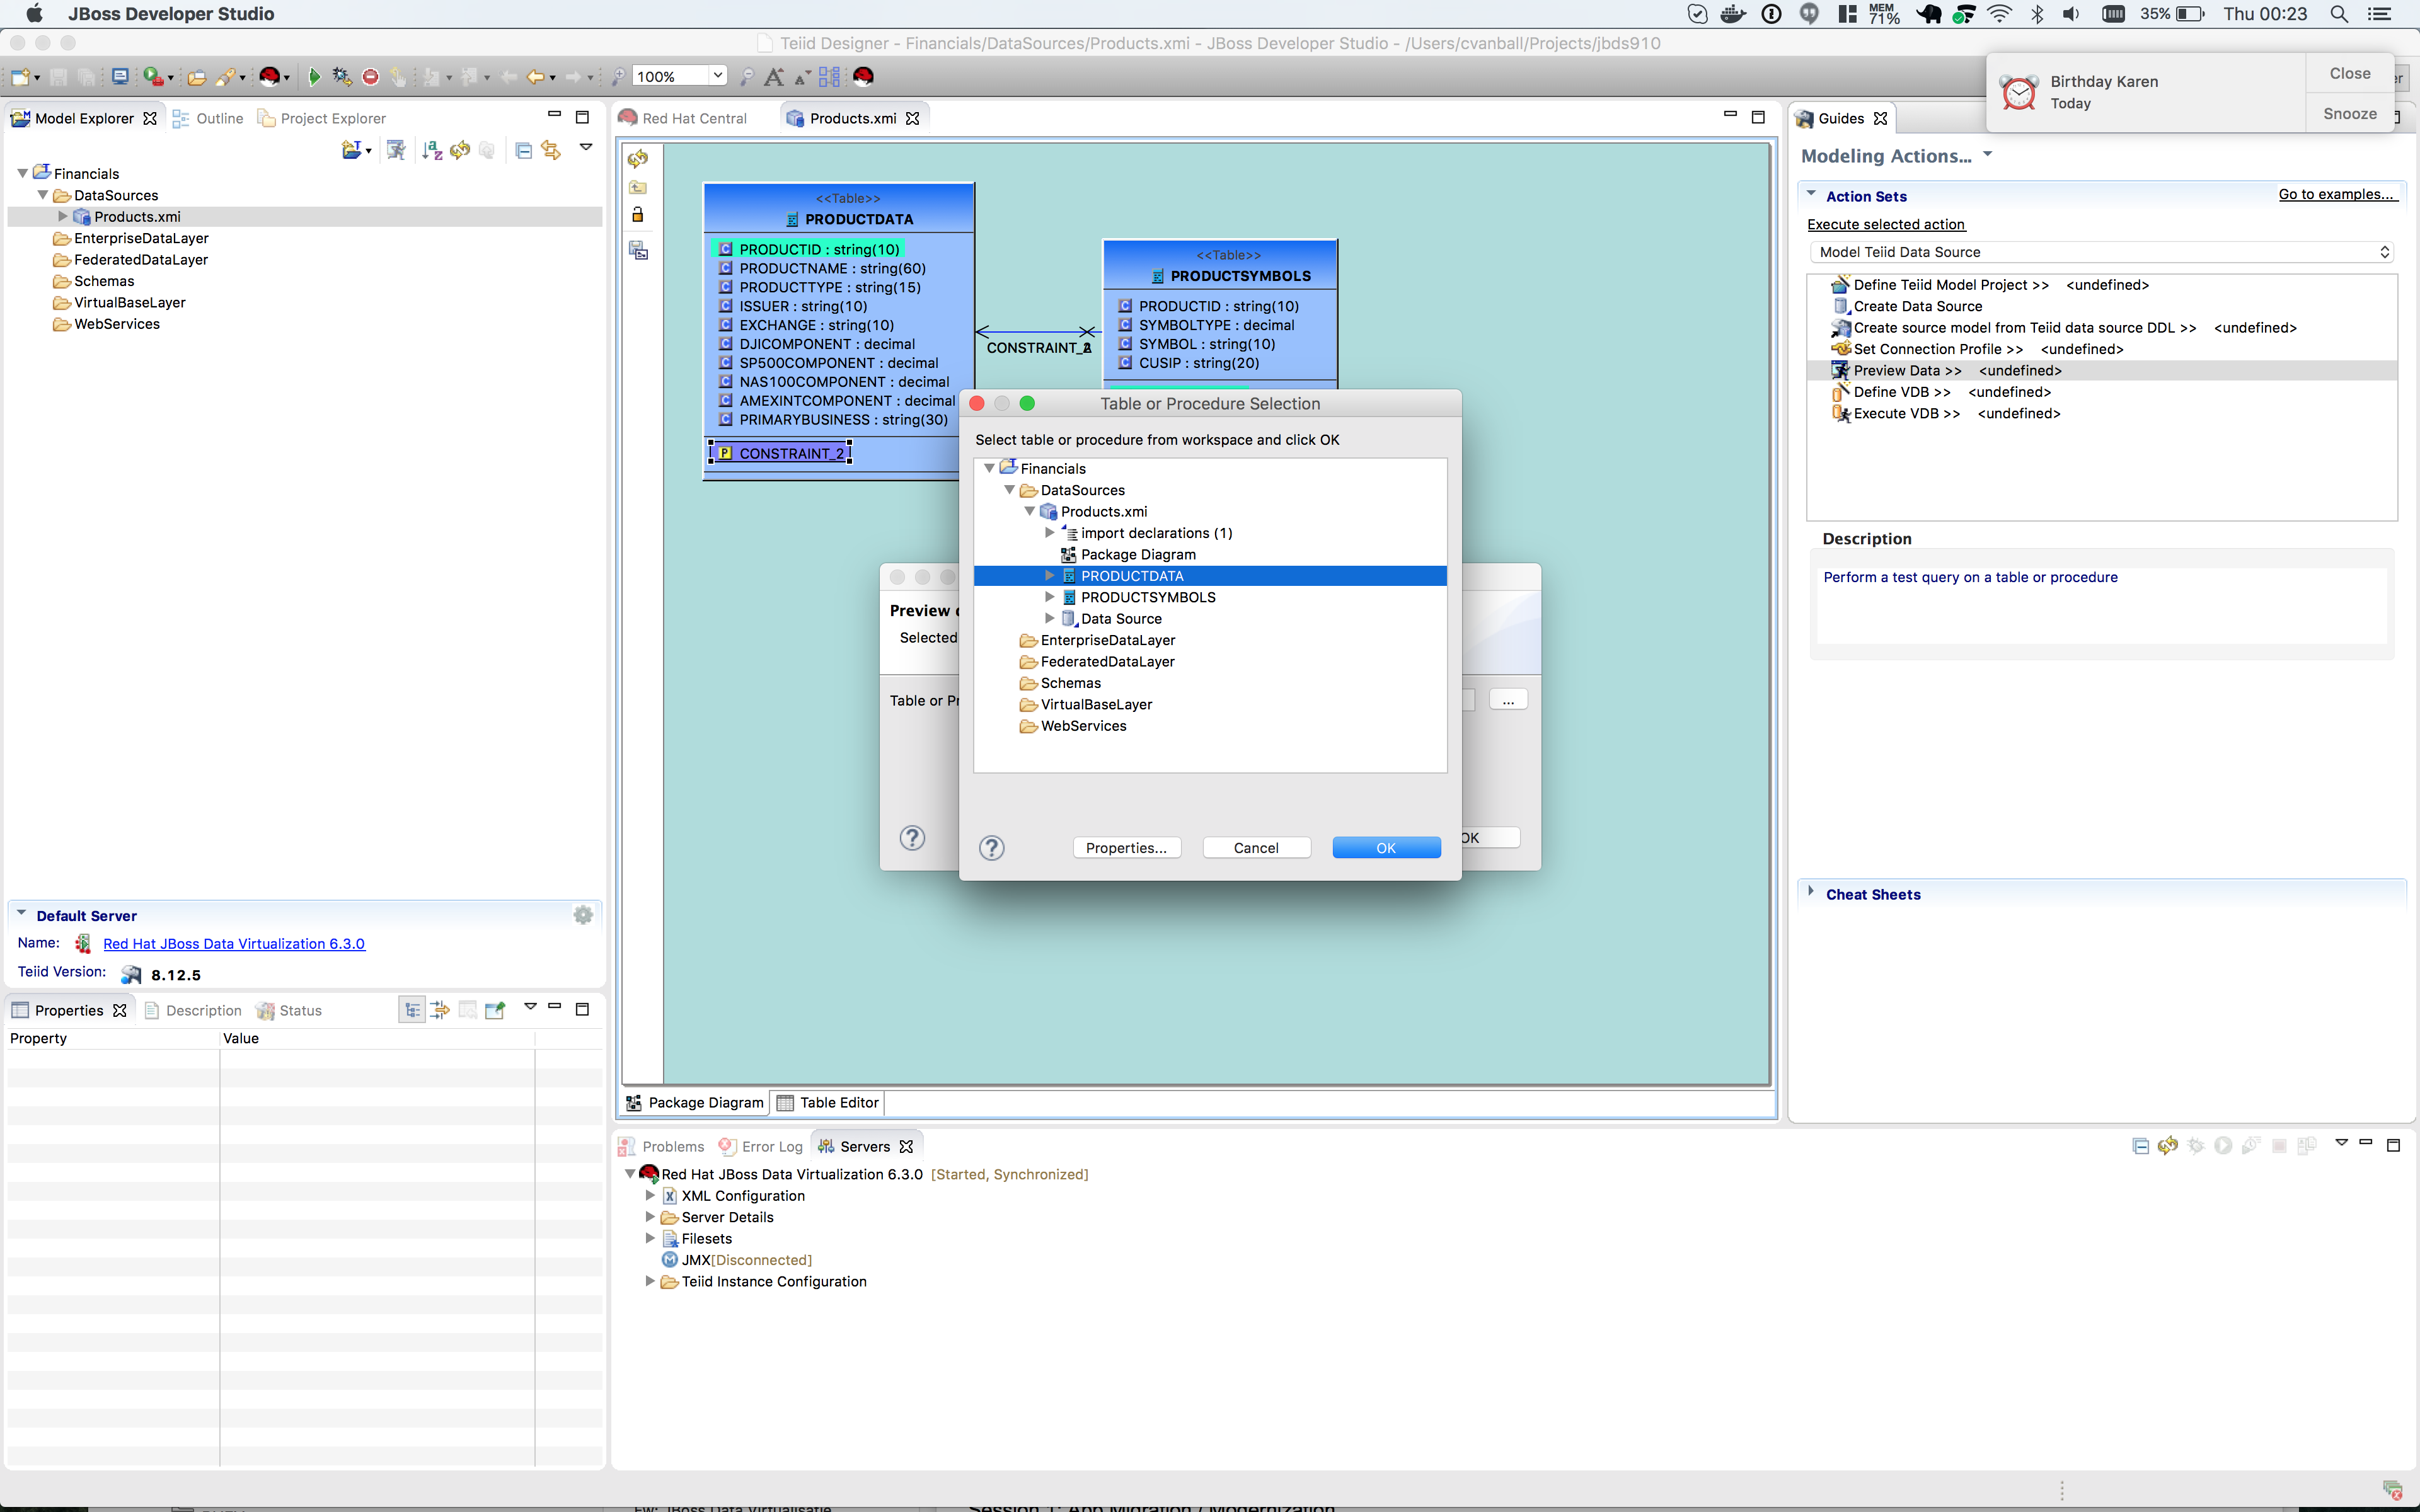 JBoss Developer Studio
MEM
71%
35%
Thu 00:23
Teiid Designer - Financials/DataSources/Products.xmi - JBoss Developer Studio - /Users/cvanball/Projects/jbds910
100%
Birthday Karen
Today
Close
Snooze
Model Explorer
Outline
Project Explorer
Financials
DataSources
Products.xmi
EnterpriseDataLayer
FederatedDataLayer
Schemas
VirtualBaseLayer
WebServices
Default Server
Name: Red Hat JBoss Data Virtualization 6.3.0
Teiid Version: 8.12.5
Properties
Description
Status
Property Value
Red Hat Central
Products.xmi
<<Table>>
PRODUCTDATA
PRODUCTID : string(10)
PRODUCTNAME : string(60)
PRODUCTTYPE : string(15)
ISSUER : string(10)
EXCHANGE : string(10)
DJICOMPONENT : decimal
SP500COMPONENT : decimal
NAS100COMPONENT : decimal
AMEXINTCOMPONENT : decimal
PRIMARYBUSINESS : string(30)
CONSTRAINT_2
<<Table>>
PRODUCTSYMBOLS
PRODUCTID : string(10)
SYMBOLTYPE : decimal
SYMBOL : string(10)
CUSIP : string(20)
Preview
Selected
Table or Pr
...
OK
Table or Procedure Selection
Select table or procedure from workspace and click OK
Financials
DataSources
Products.xmi
import declarations (1)
Package Diagram
PRODUCTDATA
PRODUCTSYMBOLS
Data Source
EnterpriseDataLayer
FederatedDataLayer
Schemas
VirtualBaseLayer
WebServices
Properties...
Cancel
OK
Package Diagram
Table Editor
Problems
Error Log
Servers
Red Hat JBoss Data Virtualization 6.3.0 [Started, Synchronized]
XML Configuration
Server Details
Filesets
JMX[Disconnected]
Teiid Instance Configuration
Guides
Modeling Actions...
Action Sets
Go to examples...
Execute selected action
Model Teiid Data Source
Define Teiid Model Project >> <undefined>
Create Data Source
Create source model from Teiid data source DDL >> <undefined>
Set Connection Profile >> <undefined>
Preview Data >> <undefined>
Define VDB >> <undefined>
Execute VDB >> <undefined>
Description
Perform a test query on a table or procedure
Cheat Sheets